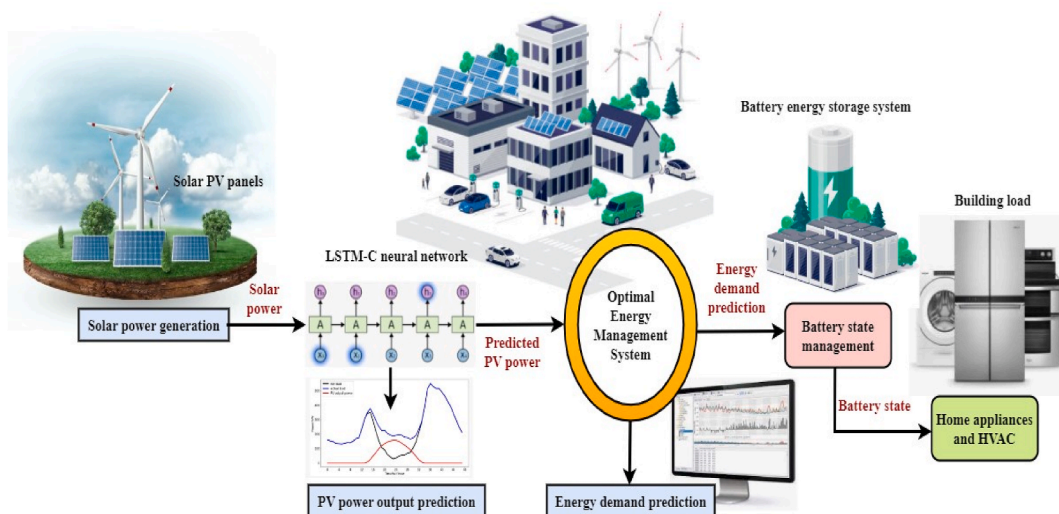 Solar PV panels
Battery energy storage system
Building load
LSTM-C neural network
Solar
power
Solar power generation
h₀
A
A
A
A
A
Predicted
PV power
Optimal
Energy
Management
System
Energy
demand
prediction
Battery state
management
Battery state
Home appliances
and HVAC
PV power output prediction
Energy demand prediction